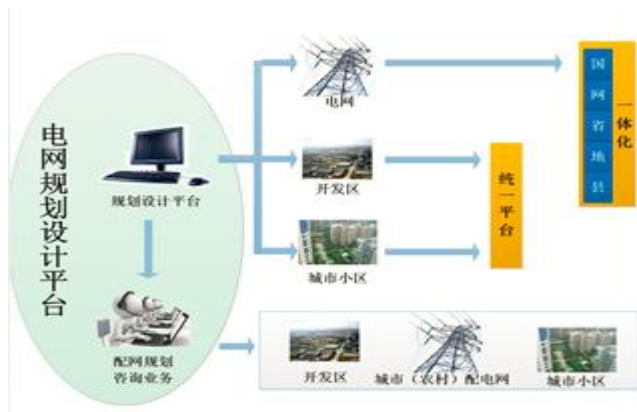 电网规划设计平台
规划设计平台
配网规划
咨询业务
电网
开发区
城市小区
统一平台
国网省地县
一体化
开发区
城市（农村）配电网
城市小区